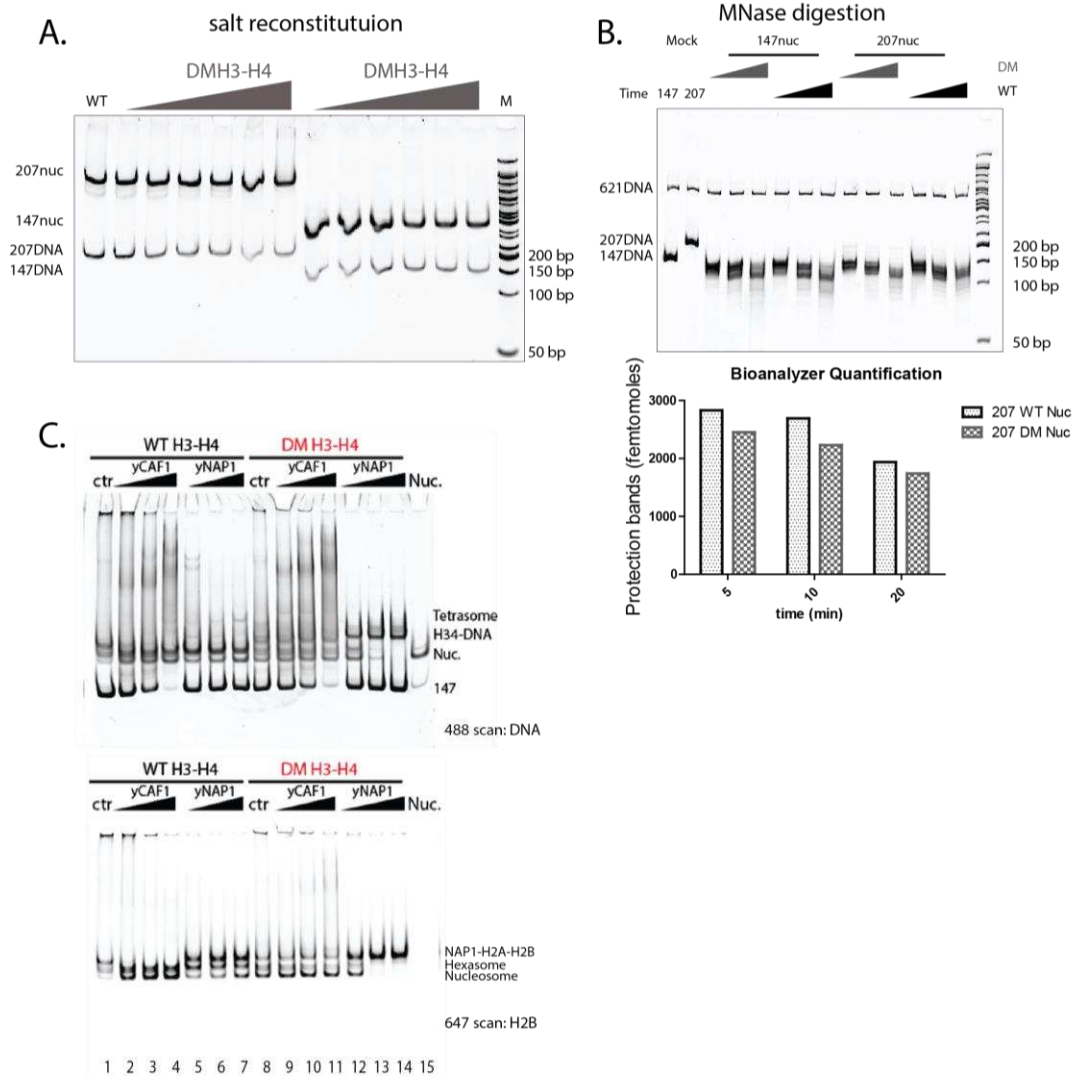 A.
salt reconstitutuion
DMH3-H4
DMH3-H4
WT
M
207nuc
147nuc
207DNA
147DNA
200 bp
150 bp
100 bp
50 bp
B.
MNase digestion
Mock
147nuc
207nuc
DM
WT
Time 147 207
621DNA
207DNA
147DNA
200 bp
150 bp
100 bp
50 bp
Bioanalyzer Quantification
Protection bands (femtomoles)
3000
2000
1000
0
5
10
20
time (min)
207 WT Nuc
207 DM Nuc
C.
WT H3-H4
DM H3-H4
ctr
yCAF1
yNAP1
ctr
yCAF1
yNAP1
Nuc.
Tetrasome
H34-DNA
Nuc.
147
488 scan: DNA
WT H3-H4
DM H3-H4
ctr
yCAF1
yNAP1
ctr
yCAF1
yNAP1
Nuc.
NAP1-H2A-H2B
Hexasome
Nucleosome
647 scan: H2B
1 2 3 4 5 6 7 8 9 10 11 12 13 14 15